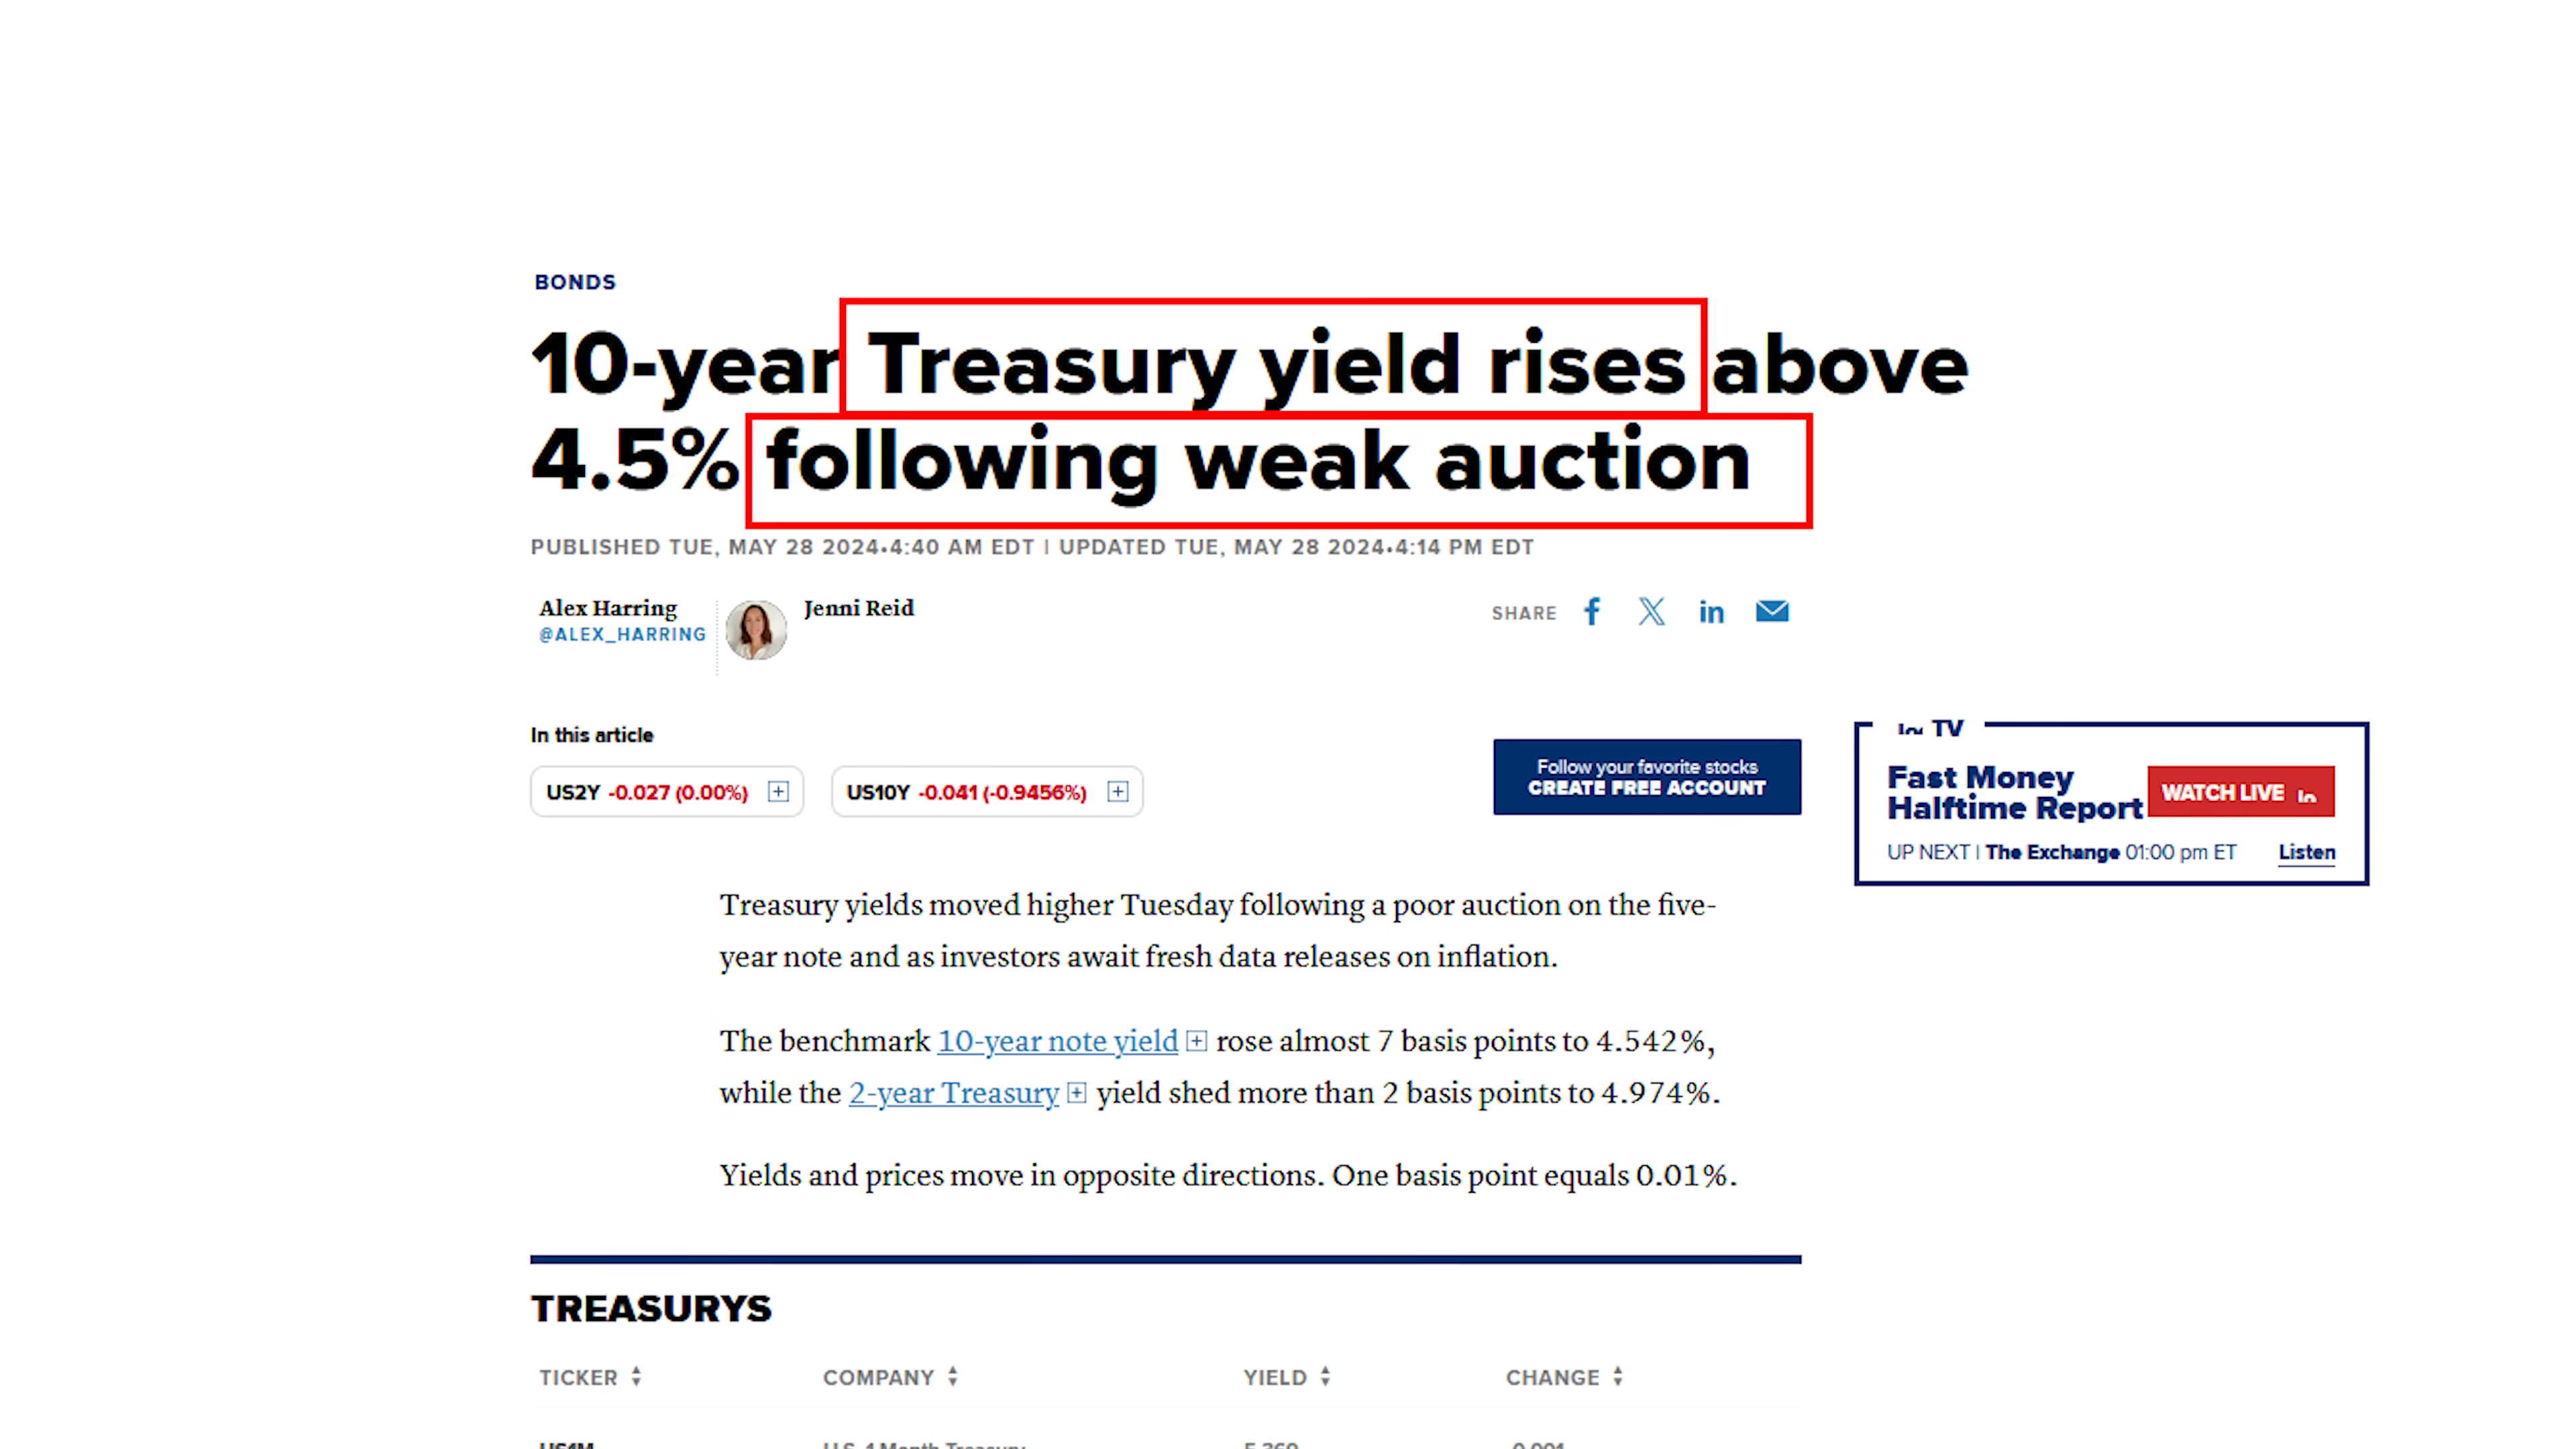 BONDS
10-year Treasury yield rises above
4.5% following weak auction
PUBLISHED TUE, MAY 28 2024•4:40 AM EDT | UPDATED TUE, MAY 28 2024•4:14 PM EDT
Alex Harring
@ALEX_HARRING
Jenni Reid
SHARE
In this article
US2Y -0.027 (0.00%)
US10Y -0.041 (-0.9456%)
Follow your favorite stocks
CREATE FREE ACCOUNT
TV
Fast Money
Halftime Report
WATCH LIVE
UP NEXT | The Exchange 01:00 pm ET
Listen
Treasury yields moved higher Tuesday following a poor auction on the five-
year note and as investors await fresh data releases on inflation.
The benchmark 10-year note yield rose almost 7 basis points to 4.542%,
while the 2-year Treasury yield shed more than 2 basis points to 4.974%.
Yields and prices move in opposite directions. One basis point equals 0.01%.
TREASURYS
TICKER COMPANY YIELD CHANGE